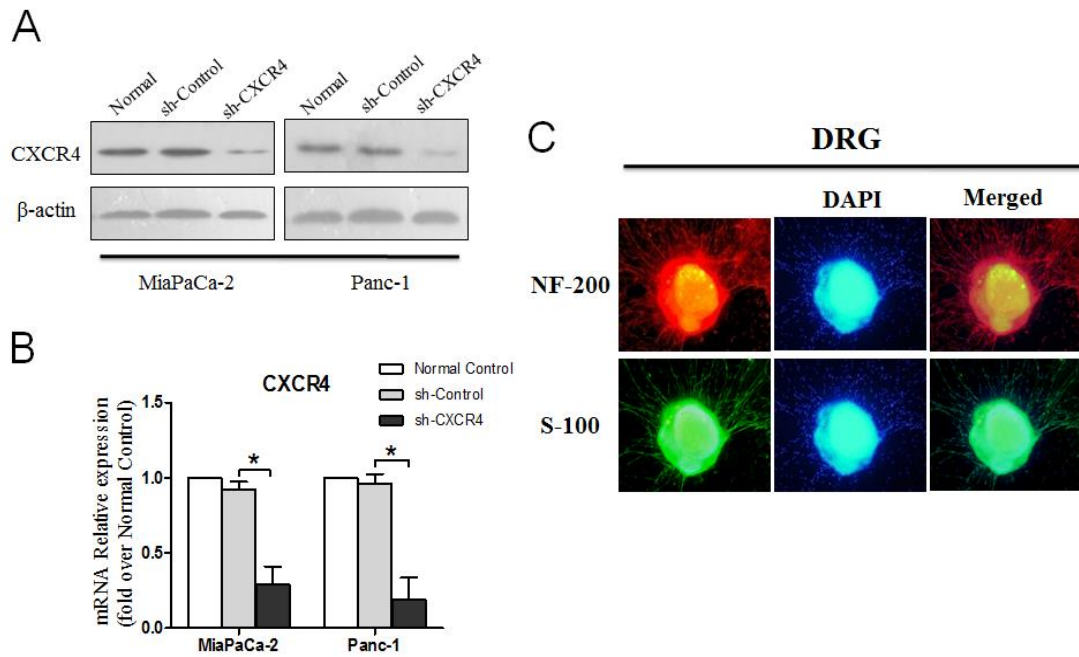 A
Normal sh-Control sh-CXCR4 Normal sh-Control sh-CXCR4
CXCR4
β-actin
MiaPaCa-2 Panc-1
B
CXCR4
Normal Control
sh-Control
sh-CXCR4
mRNA Relative expression
(fold over Normal Control)
1.5
1.0
0.5
0.0
* *
MiaPaCa-2 Panc-1
C
DRG
DAPI Merged
NF-200
S-100